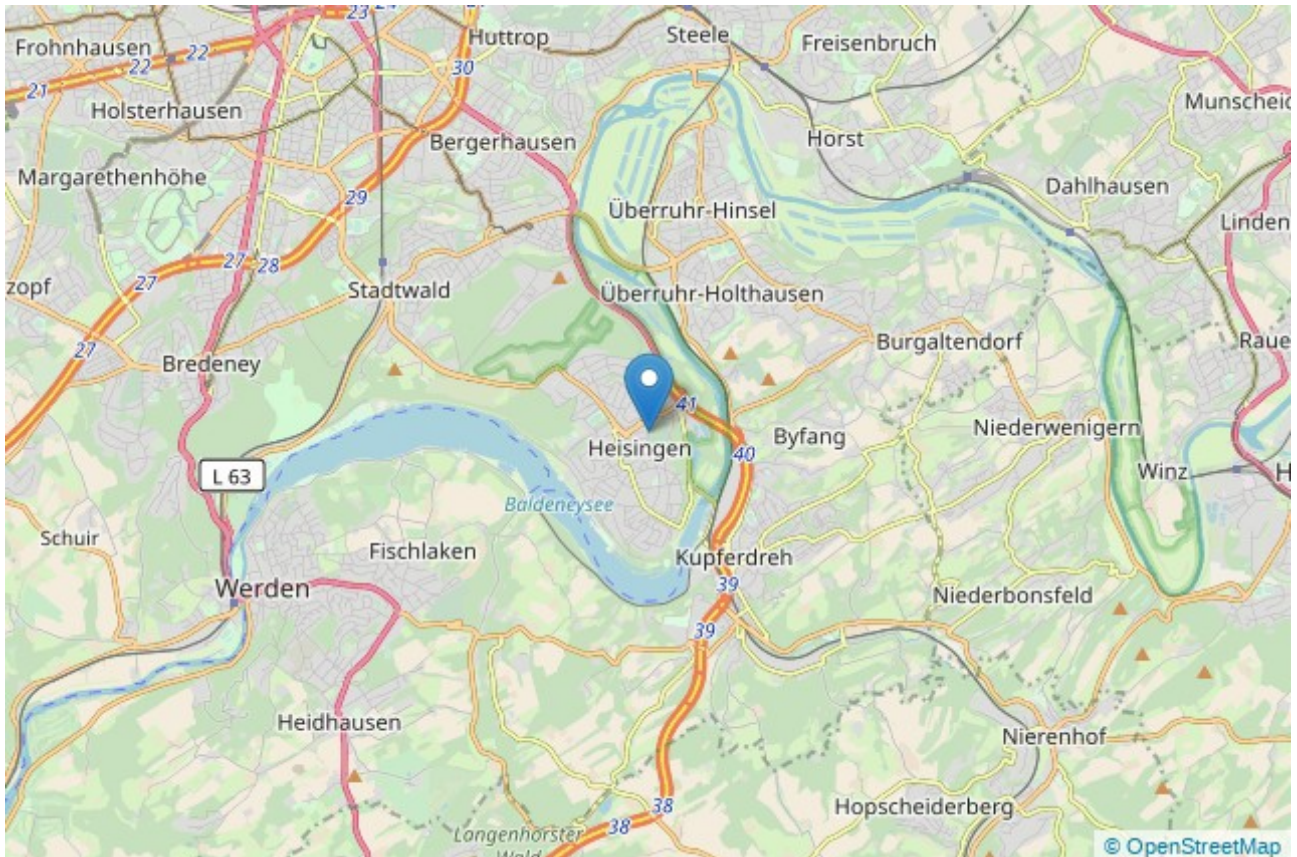 23
24
Frohnhausen
22
22
Huttrop
Steele
Freisenbruch
30
21
Holsterhausen
Bergerhausen
Horst
Margarethenhöhe
29
Dahlhausen
Überruhr-Hinsel
Linden
27
28
27
zopf
Stadtwald
Überruhr-Holthausen
27
Bredeney
Burgaltendorf
41
Heisingen
Byfang
40
Niederwenigern
Winz
L 63
Baldeneysee
Schuir
Fischlaken
Kupferdreh
Werden
39
Niederbonsfeld
39
Heidhausen
Nierenhof
38
38
Hopscheiderberg
Langenhorster
Wald
© OpenStreetMap